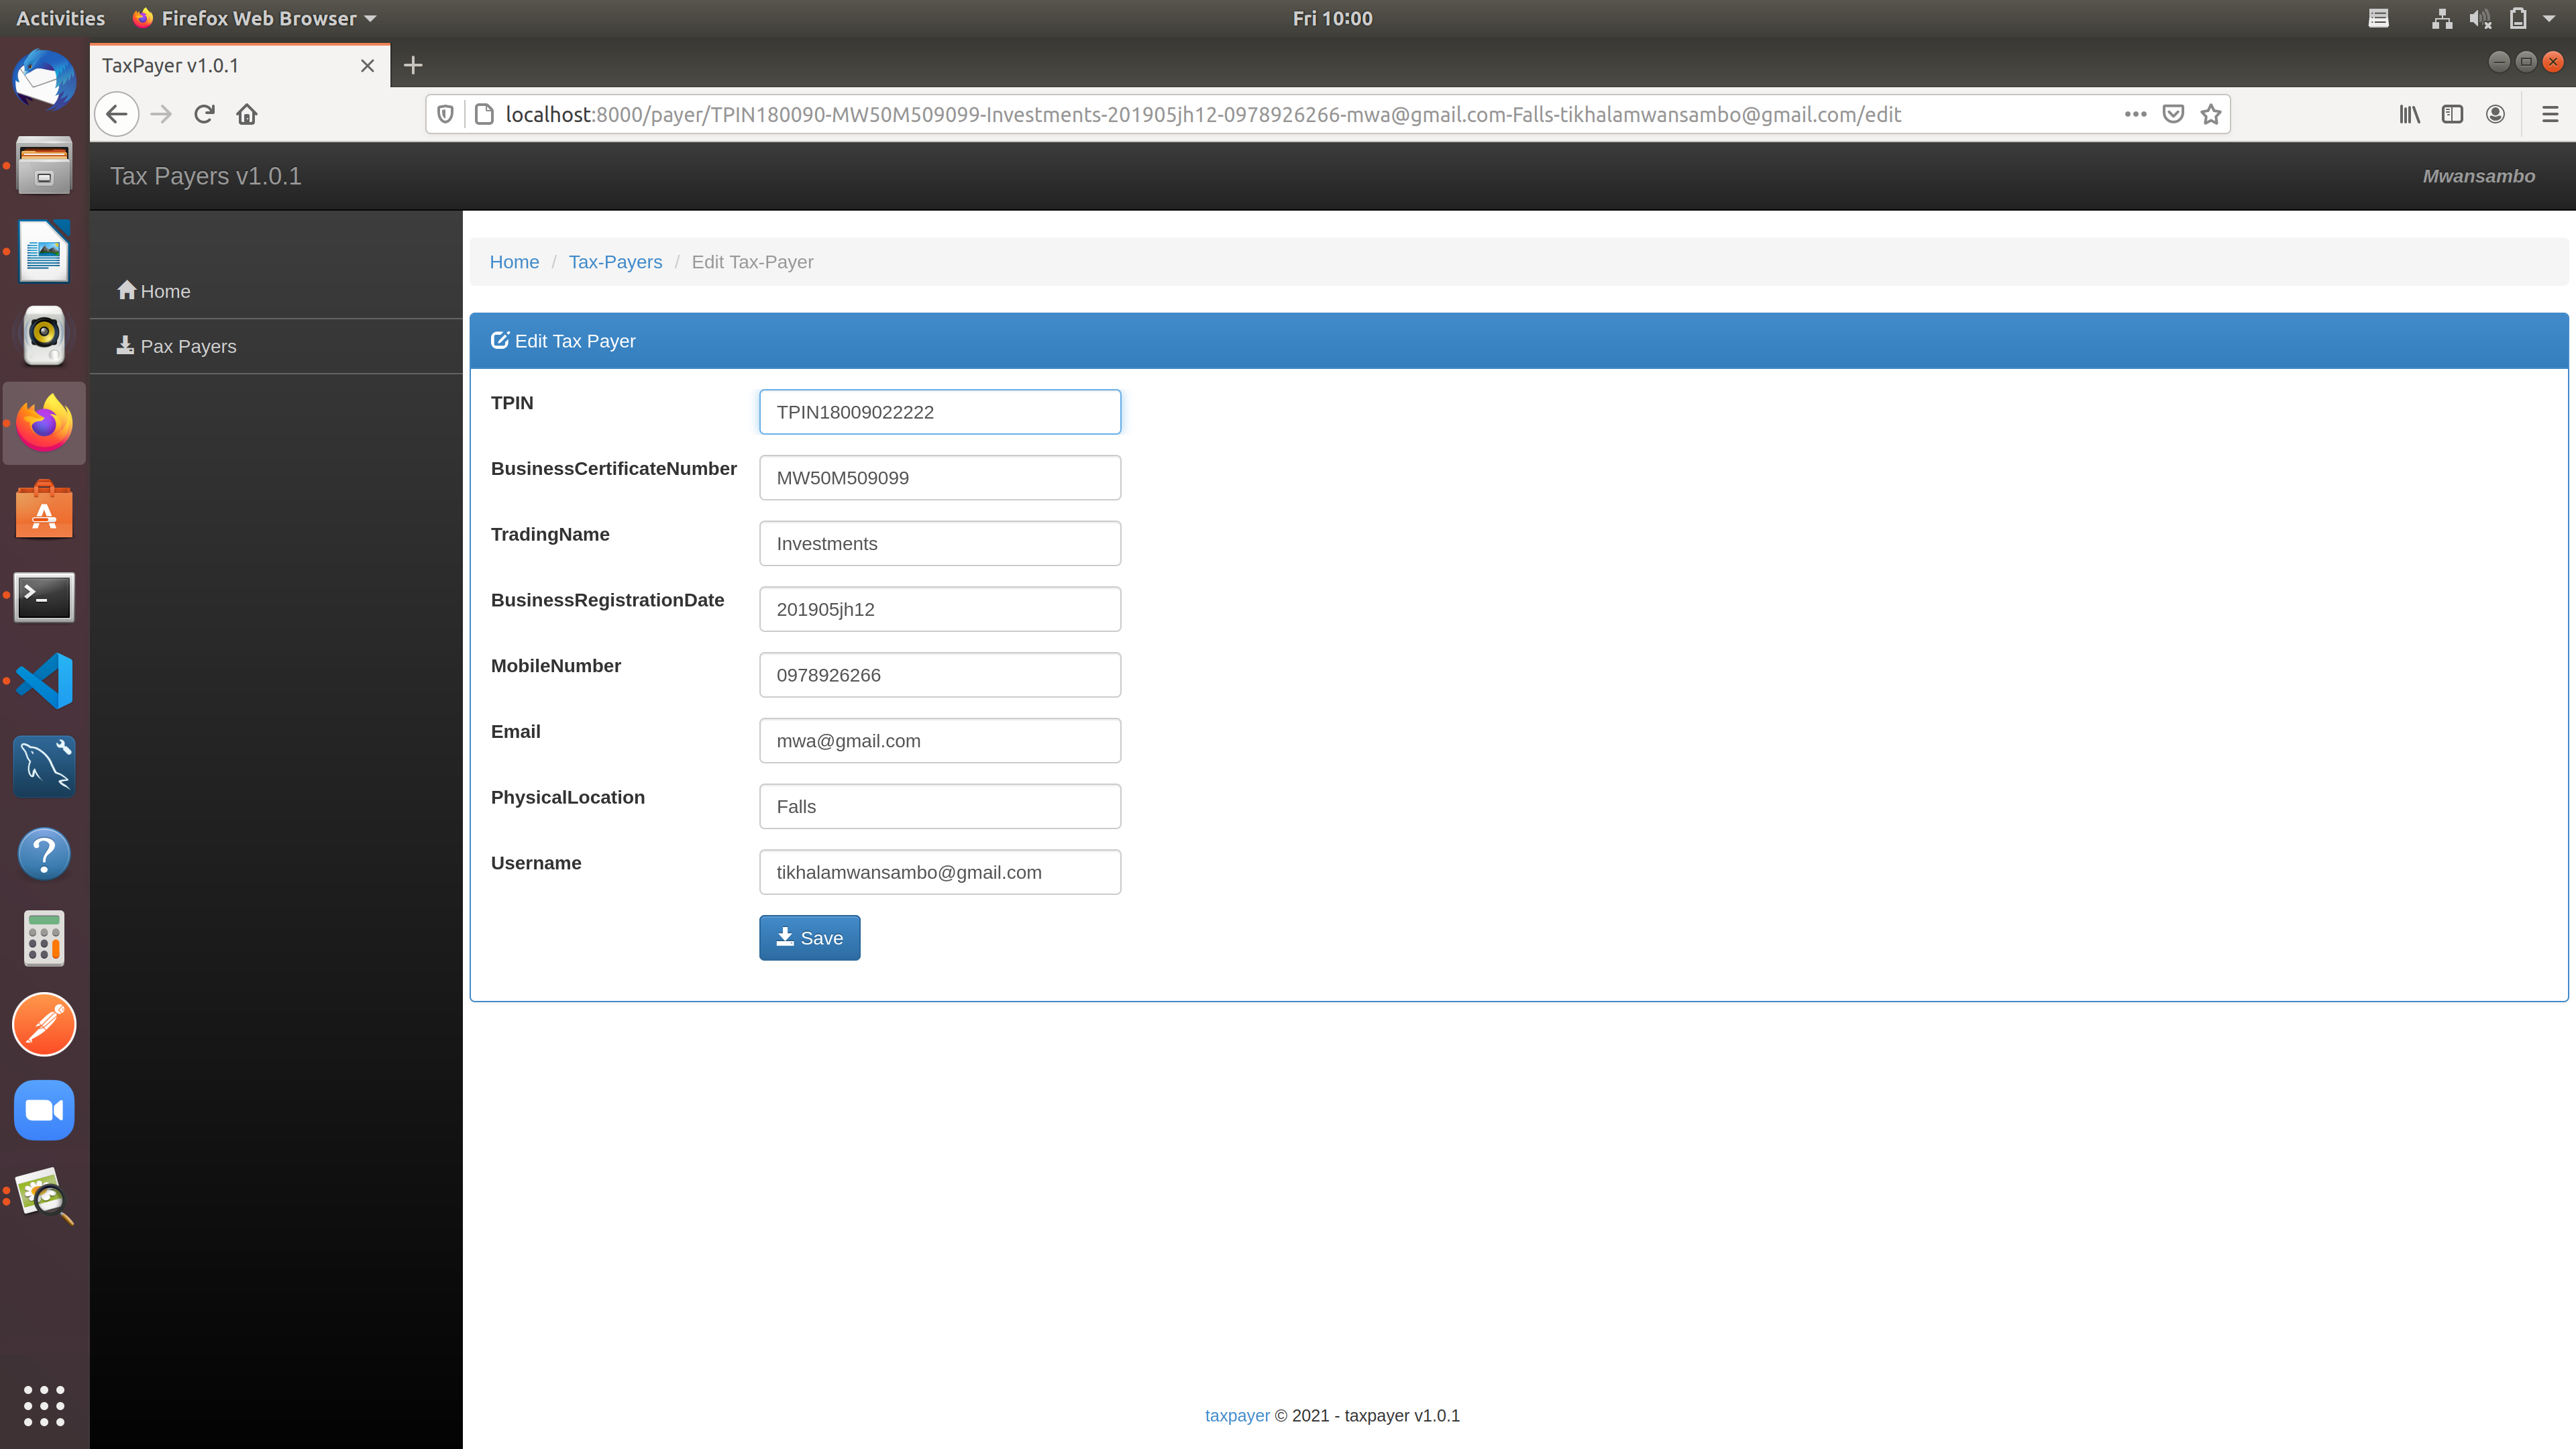 Activities Firefox Web Browser Fri 10:00
TaxPayer v1.0.1
localhost:8000/payer/TPIN180090-MW50M509099-Investments-201905jh12-0978926266-mwa@gmail.com-Falls-tikhalamwansambo@gmail.com/edit
Tax Payers v1.0.1 Mwansambo
Home
Pax Payers
Home / Tax-Payers / Edit Tax-Payer
Edit Tax Payer
TPIN TPIN18009022222
BusinessCertificateNumber MW50M509099
TradingName Investments
BusinessRegistrationDate 201905jh12
MobileNumber 0978926266
Email mwa@gmail.com
PhysicalLocation Falls
Username tikhalamwansambo@gmail.com
Save
taxpayer © 2021 - taxpayer v1.0.1